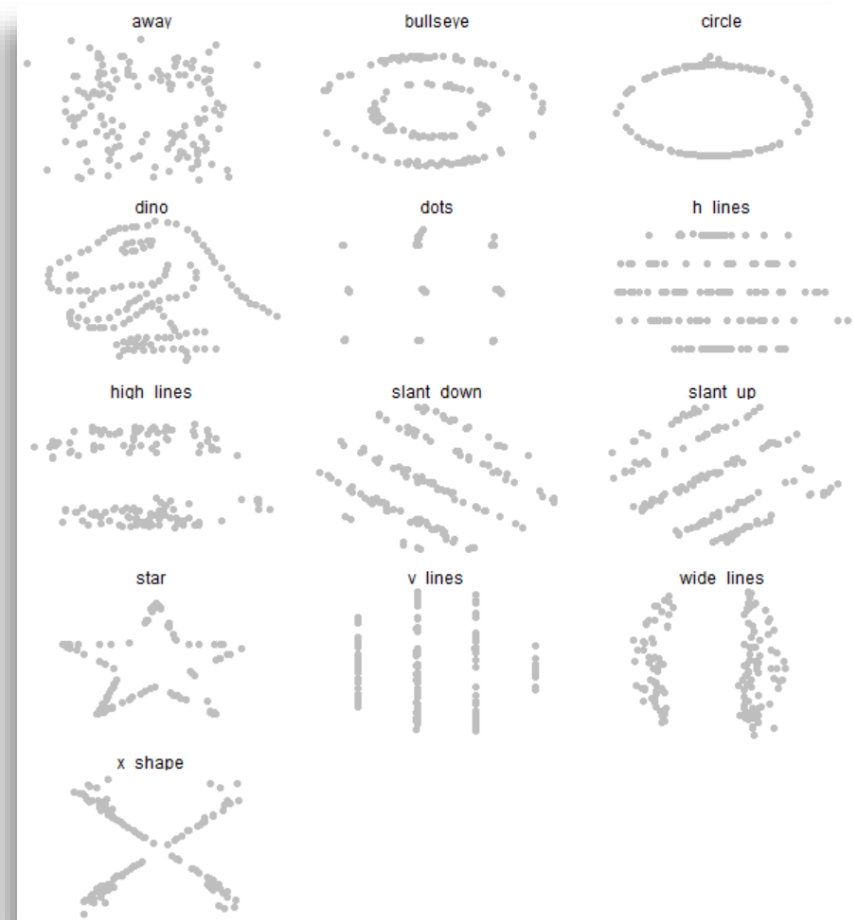 away
bullseye
circle
dino
dots
h lines
high lines
slant down
slant up
star
v lines
wide lines
x shape